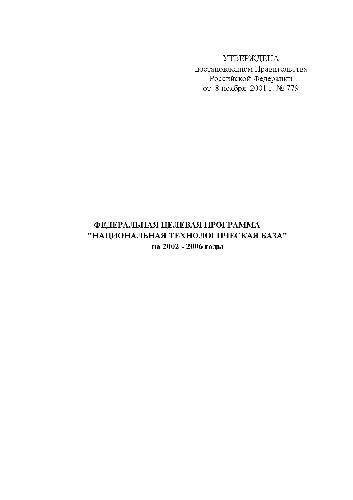 УТВЕРЖДЕНА
постановлением Правительства
Российской Федерации
от 8 ноября 2001 г. № 779
ФЕДЕРАЛЬНАЯ ЦЕЛЕВАЯ ПРОГРАММА
"НАЦИОНАЛЬНАЯ ТЕХНОЛОГИЧЕСКАЯ БАЗА"
на 2002 - 2006 годы